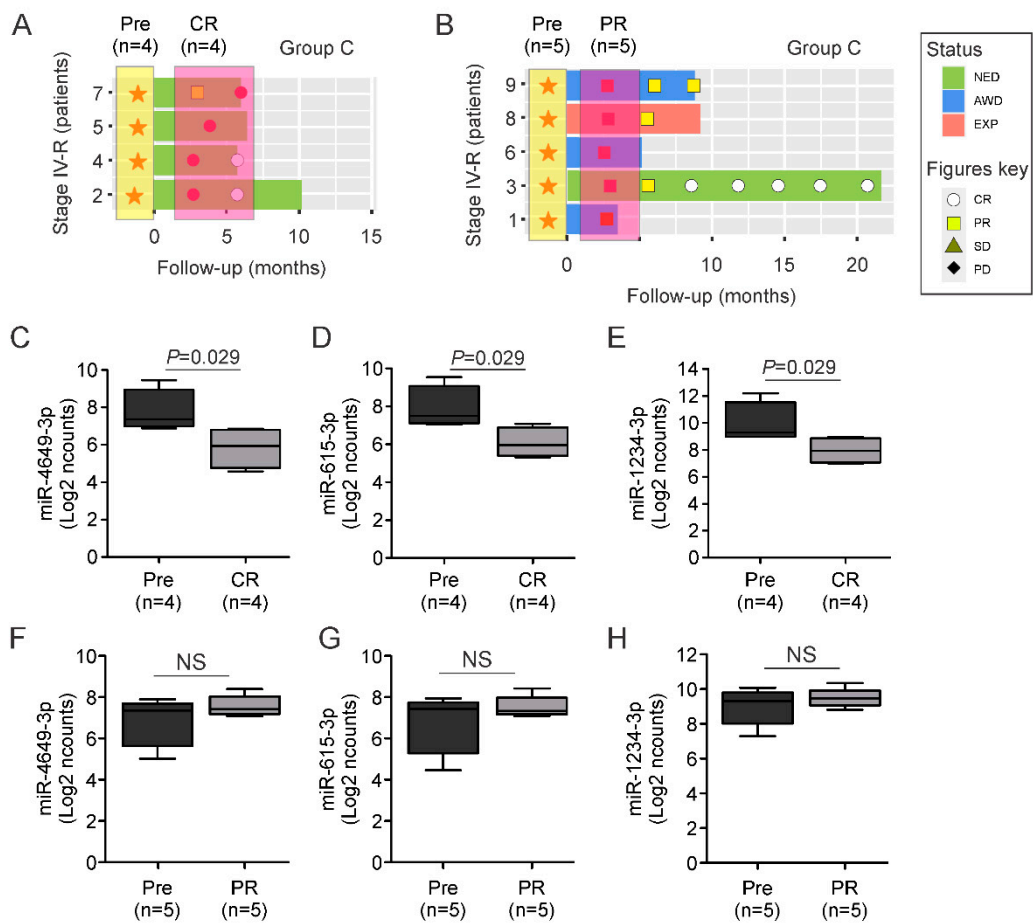 A
Pre
(n=4)
CR
(n=4)
Group C
Stage IV-R (patients)
7
5
4
2
0
5
10
15
Follow-up (months)
B
Pre
(n=5)
PR
(n=5)
Group C
Stage IV-R (patients)
9
8
6
3
1
0
10
15
20
Follow-up (months)
Status
NED
AWD
EXP
Figures key
CR
PR
SD
PD
C
miR-4649-3p
(Log2 ncounts)
10
8
6
4
2
0
P=0.029
Pre
(n=4)
CR
(n=4)
D
miR-615-3p
(Log2 ncounts)
10
8
6
4
2
0
P=0.029
Pre
(n=4)
CR
(n=4)
E
miR-1234-3p
(Log2 ncounts)
14
12
10
8
6
4
2
0
P=0.029
Pre
(n=4)
CR
(n=4)
F
miR-4649-3p
(Log2 ncounts)
10
8
6
4
2
0
NS
Pre
(n=5)
PR
(n=5)
G
miR-615-3p
(Log2 ncounts)
10
8
6
4
2
0
NS
Pre
(n=5)
PR
(n=5)
H
miR-1234-3p
(Log2 ncounts)
12
10
8
6
4
2
0
NS
Pre
(n=5)
PR
(n=5)